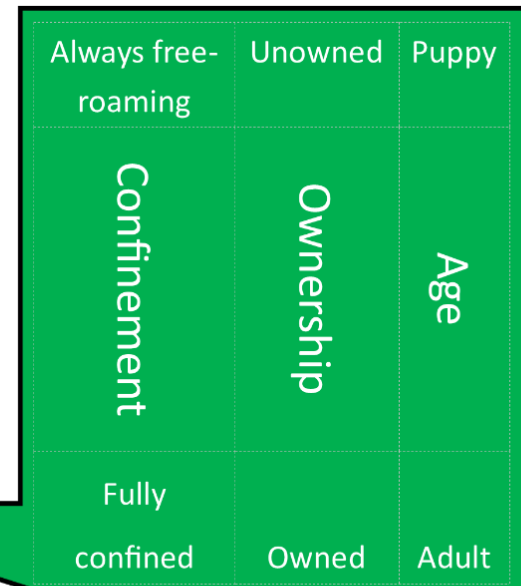 Always free-
roaming
Unowned
Puppy
Confinement
Ownership
Age
Fully
confined
Owned
Adult